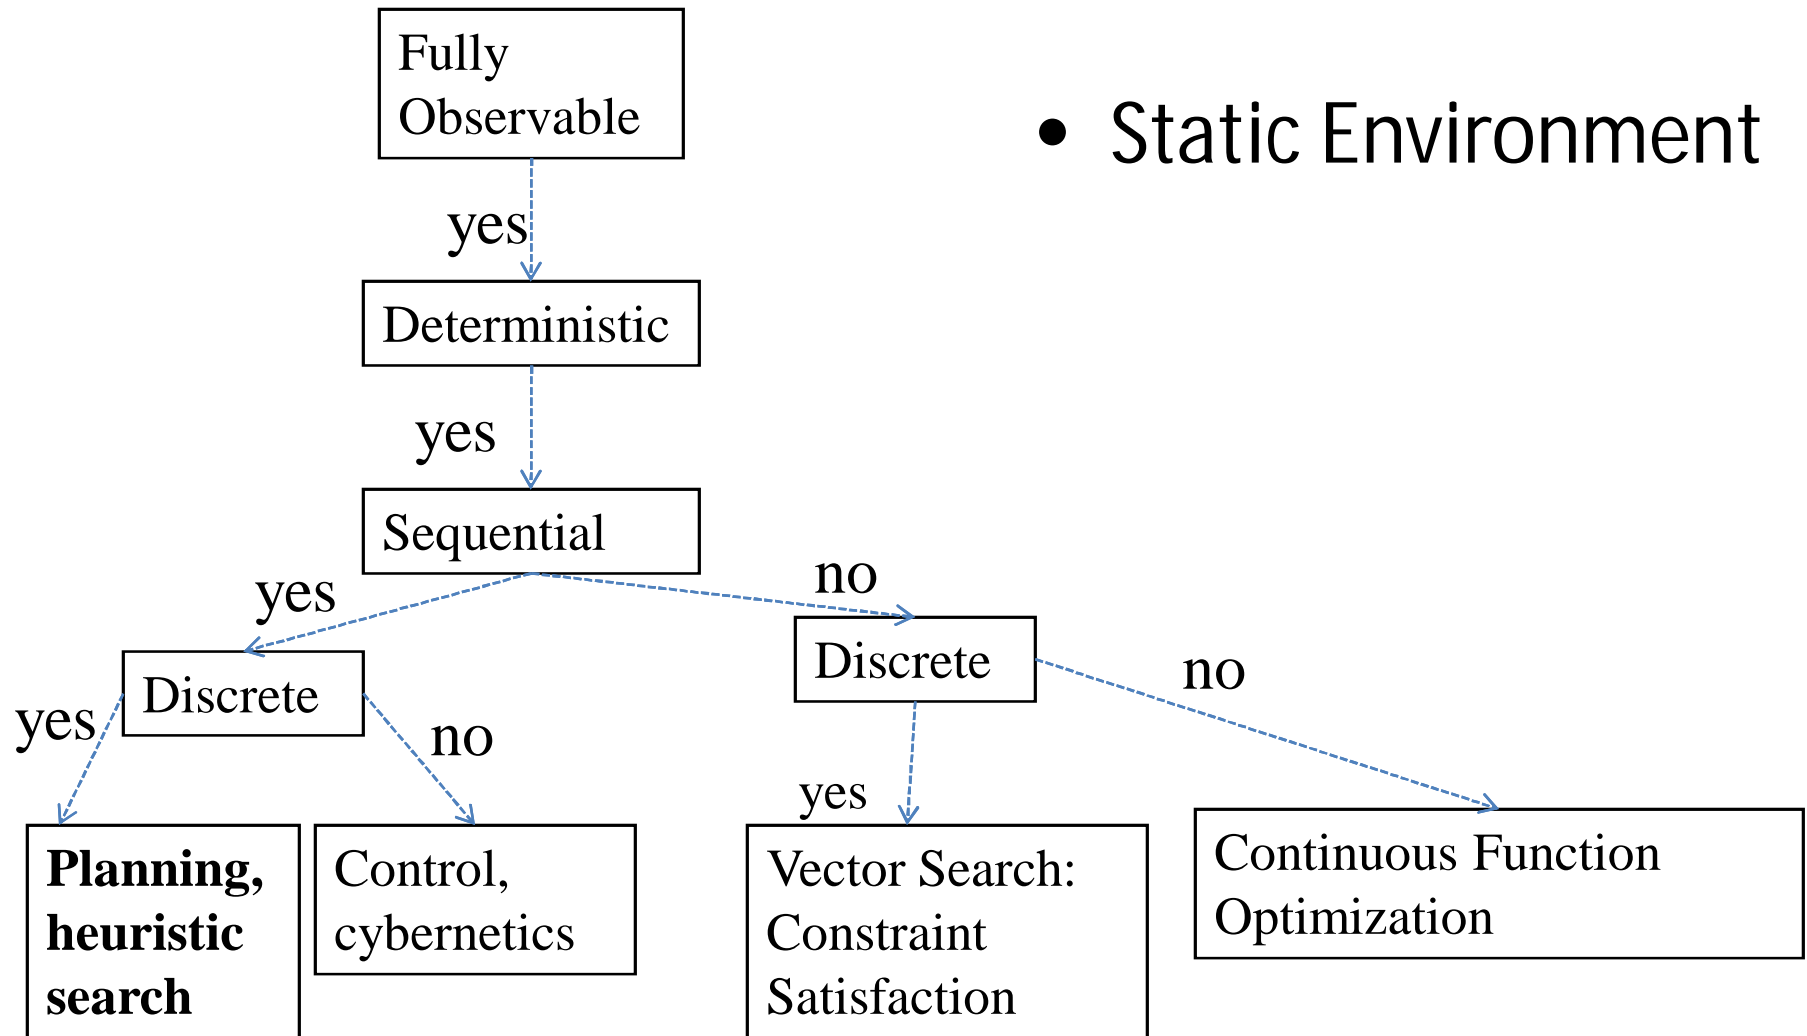 Fully
Observable
• Static Environment
yes
Deterministic
yes
Sequential
yes
no
Discrete
Discrete
yes
no
yes
no
Planning,
heuristic
search
Control,
cybernetics
Vector Search:
Constraint
Satisfaction
Continuous Function
Optimization